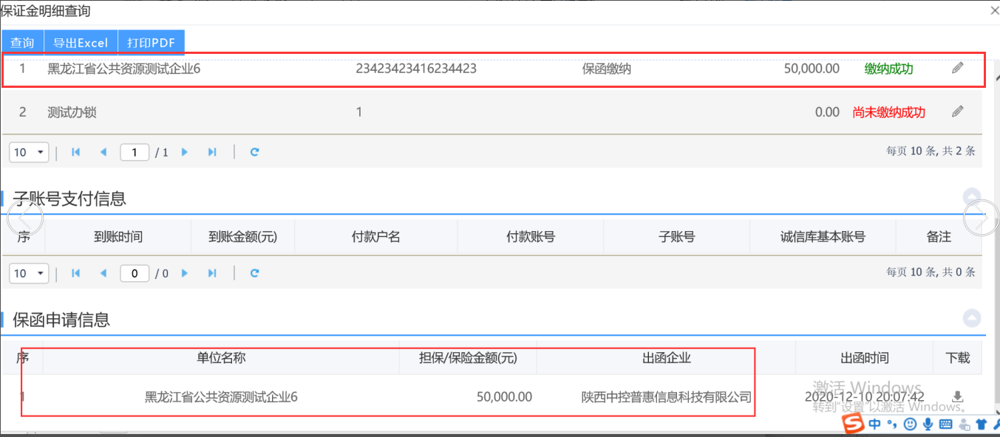 保证金明细查询
查询 导出Excel 打印PDF
1 黑龙江省公共资源测试企业6 23423423416234423 保函缴纳 50,000.00 缴纳成功
2 测试办锁 1 0.00 尚未缴纳成功
10 1 / 1 每页 10 条, 共 2 条
子账号支付信息
序 到账时间 到账金额(元) 付款户名 付款账号 子账号 诚信库基本账号 备注
10 0 / 0 每页 10 条, 共 0 条
保函申请信息
序 单位名称 担保/保险金额(元) 出函企业 出函时间 下载
1 黑龙江省公共资源测试企业6 50,000.00 陕西中控普惠信息科技有限公司 2020-12-10 20:07:42
激活 Windows
转到"设置"以激活 Windows。
中